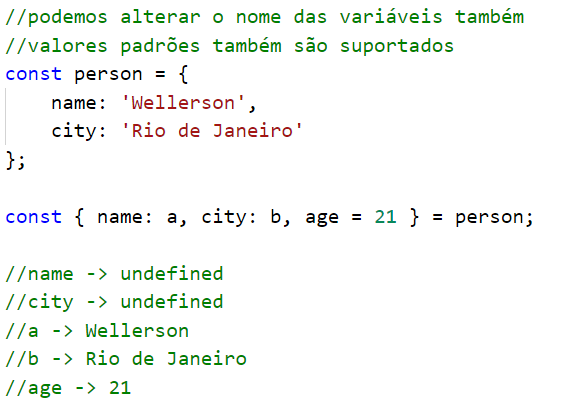 //podemos alterar o nome das variáveis também
//valores padrões também são suportados
const person = {
    name: 'Wellerson',
    city: 'Rio de Janeiro'
};

const { name: a, city: b, age = 21 } = person;

//name -> undefined
//city -> undefined
//a -> Wellerson
//b -> Rio de Janeiro
//age -> 21